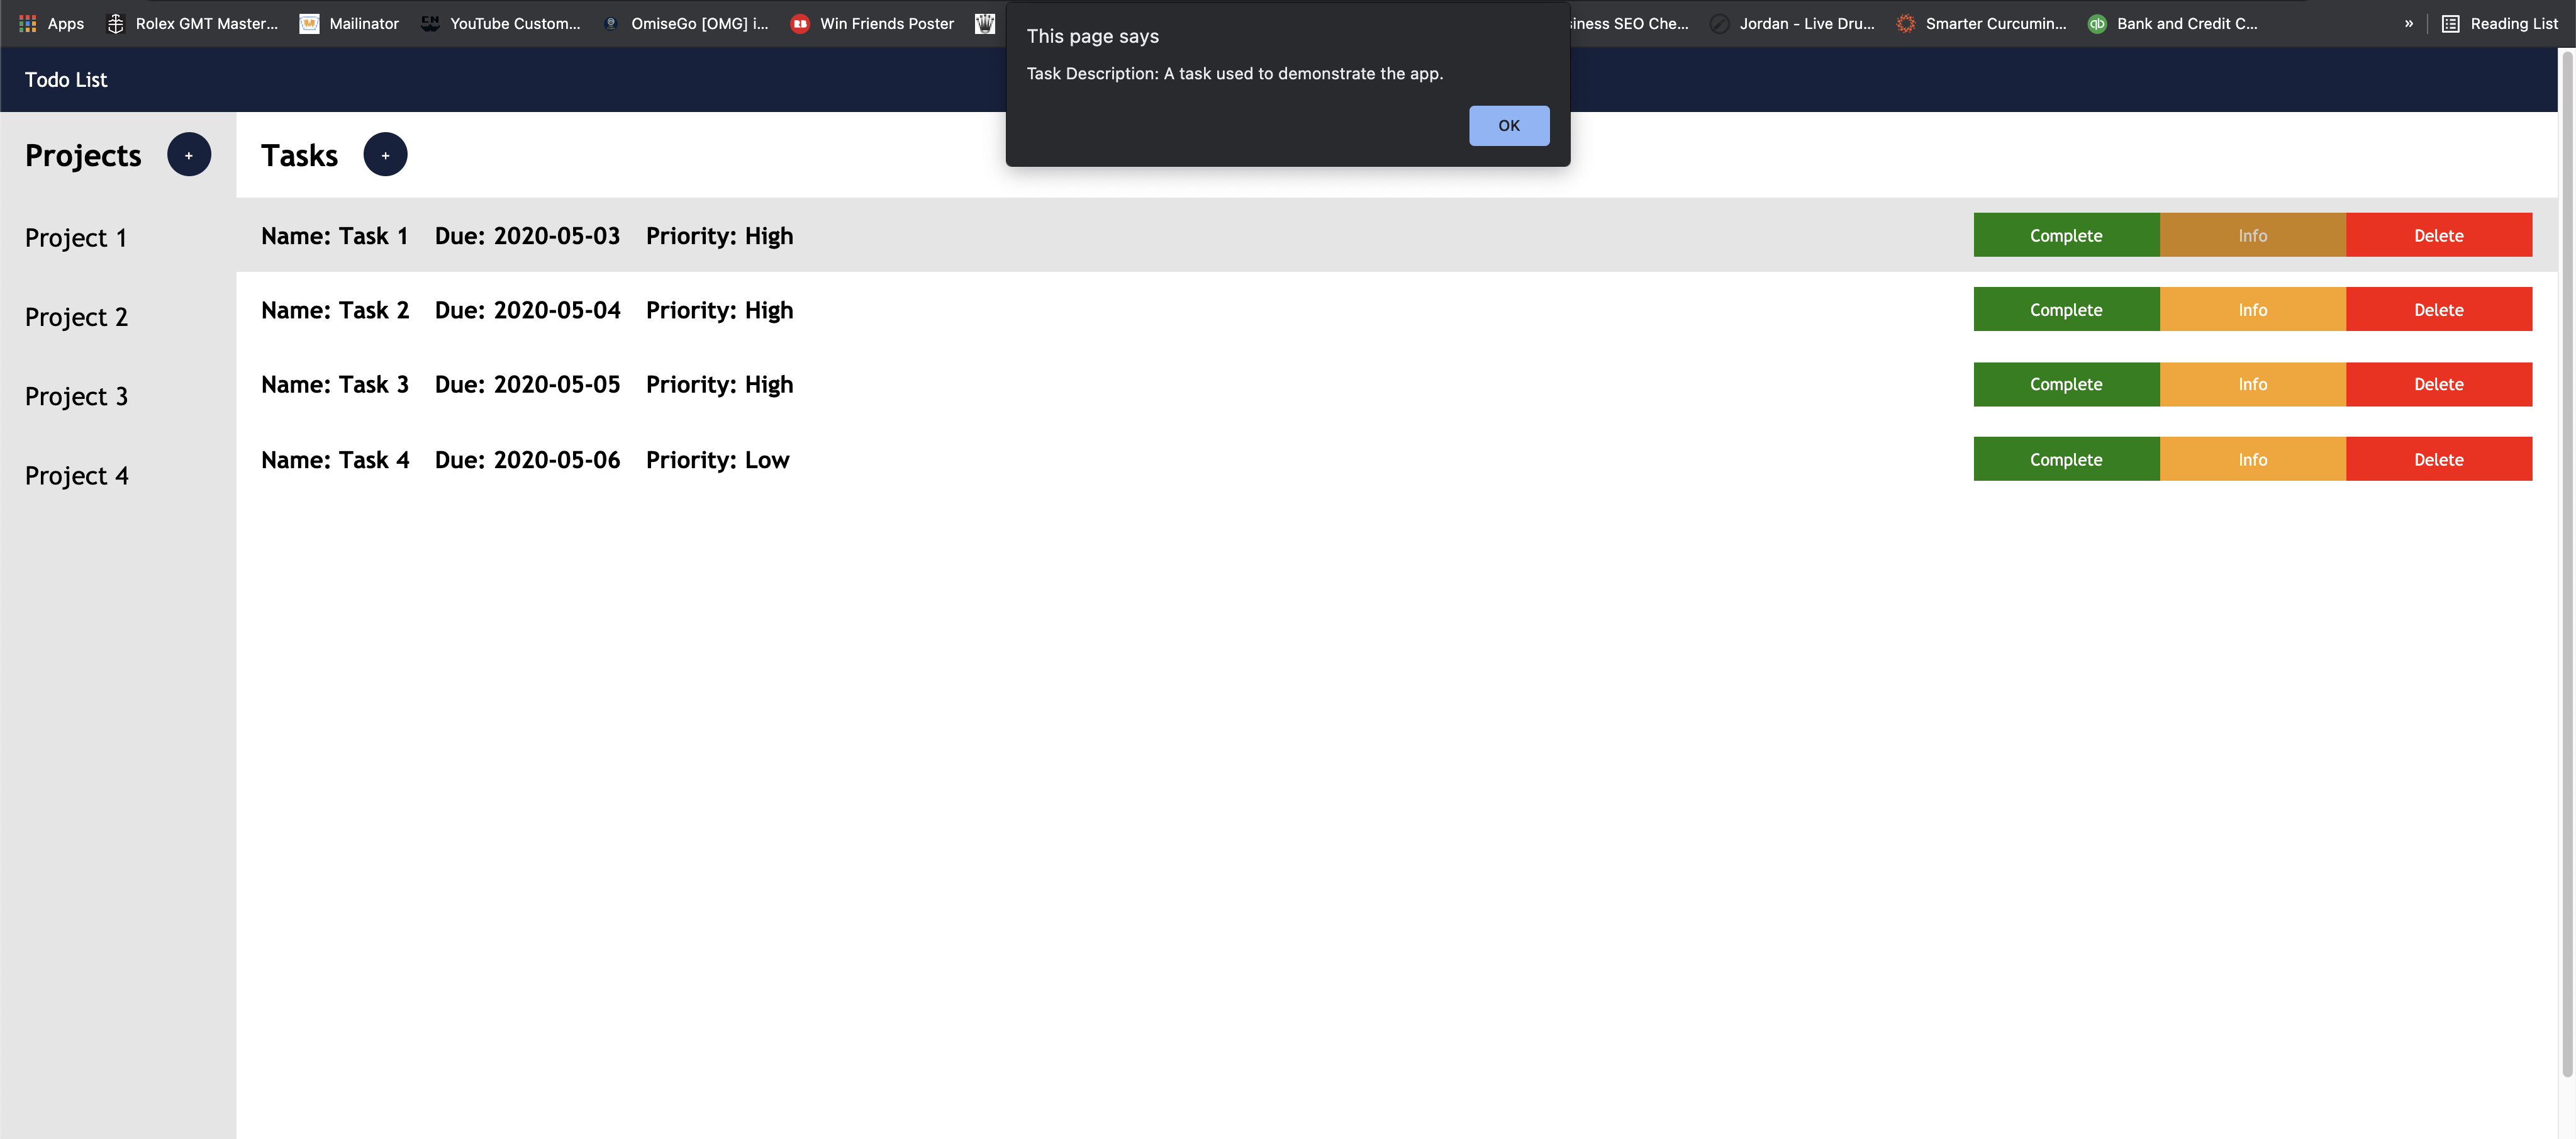 Apps Rolex GMT Master... Mailinator YouTube Custom... OmiseGo [OMG] i... Win Friends Poster siness SEO Che... Jordan - Live Dru... Smarter Curcumin... Bank and Credit C... » Reading List
This page says
Task Description: A task used to demonstrate the app.
OK
Todo List
Projects +
Project 1
Project 2
Project 3
Project 4
Tasks +
Name: Task 1 Due: 2020-05-03 Priority: High Complete Info Delete
Name: Task 2 Due: 2020-05-04 Priority: High Complete Info Delete
Name: Task 3 Due: 2020-05-05 Priority: High Complete Info Delete
Name: Task 4 Due: 2020-05-06 Priority: Low Complete Info Delete